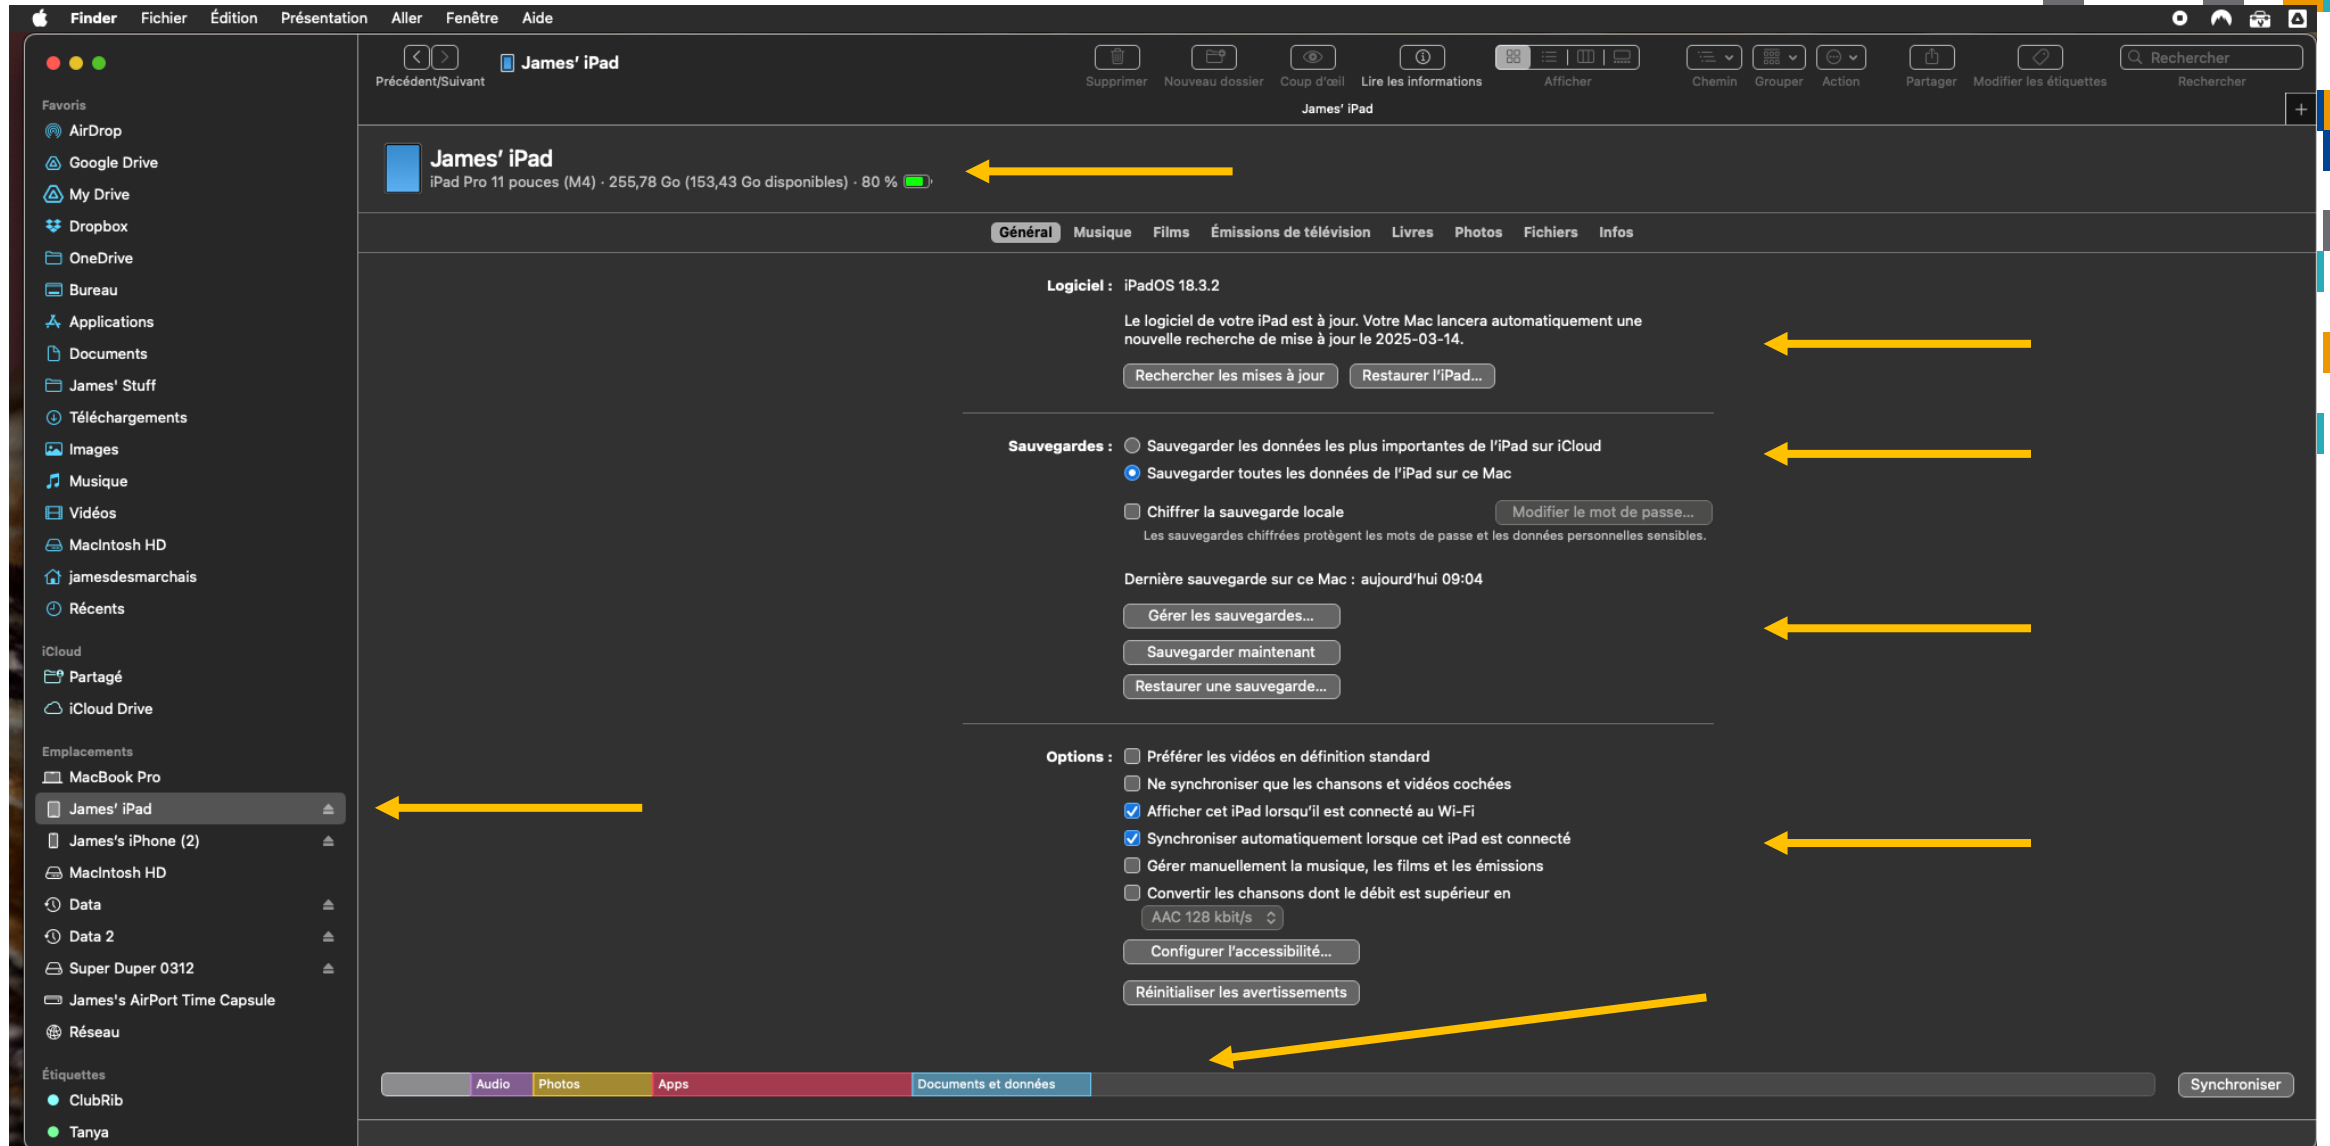 Finder Fichier Édition Présentation Aller Fenêtre Aide
James’ iPad
Précédent/Suivant
Supprimer Nouveau dossier Coup d’œil Lire les informations Afficher Chemin Grouper Action Partager Modifier les étiquettes Rechercher
Rechercher
James’ iPad
Favoris
AirDrop
Google Drive
My Drive
Dropbox
OneDrive
Bureau
Applications
Documents
James' Stuff
Téléchargements
Images
Musique
Vidéos
MacIntosh HD
jamesdesmarchais
Récents
iCloud
Partagé
iCloud Drive
Emplacements
MacBook Pro
James’ iPad
James’s iPhone (2)
MacIntosh HD
Data
Data 2
Super Duper 0312
James's AirPort Time Capsule
Réseau
Étiquettes
ClubRib
Tanya
James’ iPad
iPad Pro 11 pouces (M4) · 255,78 Go (153,43 Go disponibles) · 80 %
Général Musique Films Émissions de télévision Livres Photos Fichiers Infos
Logiciel : iPadOS 18.3.2
Le logiciel de votre iPad est à jour. Votre Mac lancera automatiquement une
nouvelle recherche de mise à jour le 2025-03-14.
Rechercher les mises à jour Restaurer l’iPad...
Sauvegardes : Sauvegarder les données les plus importantes de l’iPad sur iCloud
Sauvegarder toutes les données de l’iPad sur ce Mac
Chiffrer la sauvegarde locale Modifier le mot de passe...
Les sauvegardes chiffrées protègent les mots de passe et les données personnelles sensibles.
Dernière sauvegarde sur ce Mac : aujourd’hui 09:04
Gérer les sauvegardes...
Sauvegarder maintenant
Restaurer une sauvegarde...
Options : Préférer les vidéos en définition standard
Ne synchroniser que les chansons et vidéos cochées
Afficher cet iPad lorsqu’il est connecté au Wi-Fi
Synchroniser automatiquement lorsque cet iPad est connecté
Gérer manuellement la musique, les films et les émissions
Convertir les chansons dont le débit est supérieur en
AAC 128 kbit/s
Configurer l’accessibilité...
Réinitialiser les avertissements
Audio Photos Apps Documents et données Synchroniser